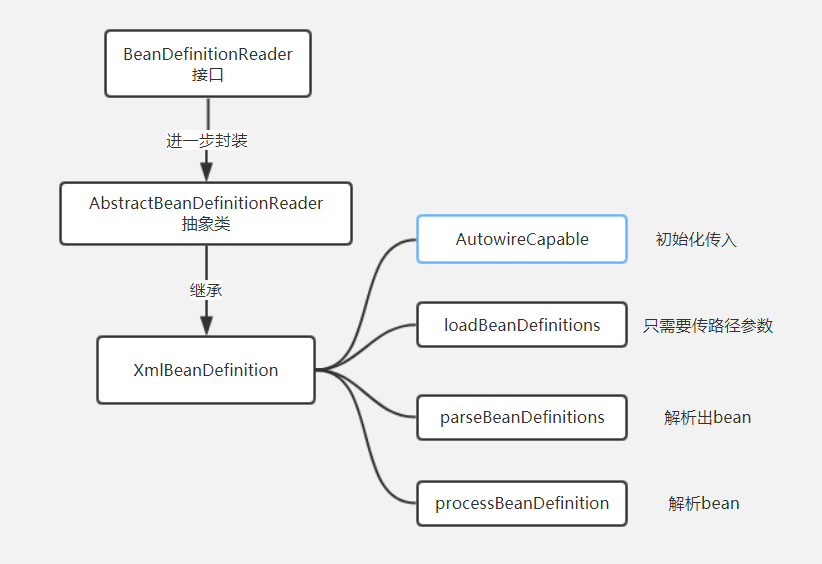 BeanDefinitionReader
接口
进一步封装
AbstractBeanDefinitionReader
抽象类
继承
XmlBeanDefinition
AutowireCapable
初始化传入
loadBeanDefinitions
只需要传路径参数
parseBeanDefinitions
解析出bean
processBeanDefinition
解析bean